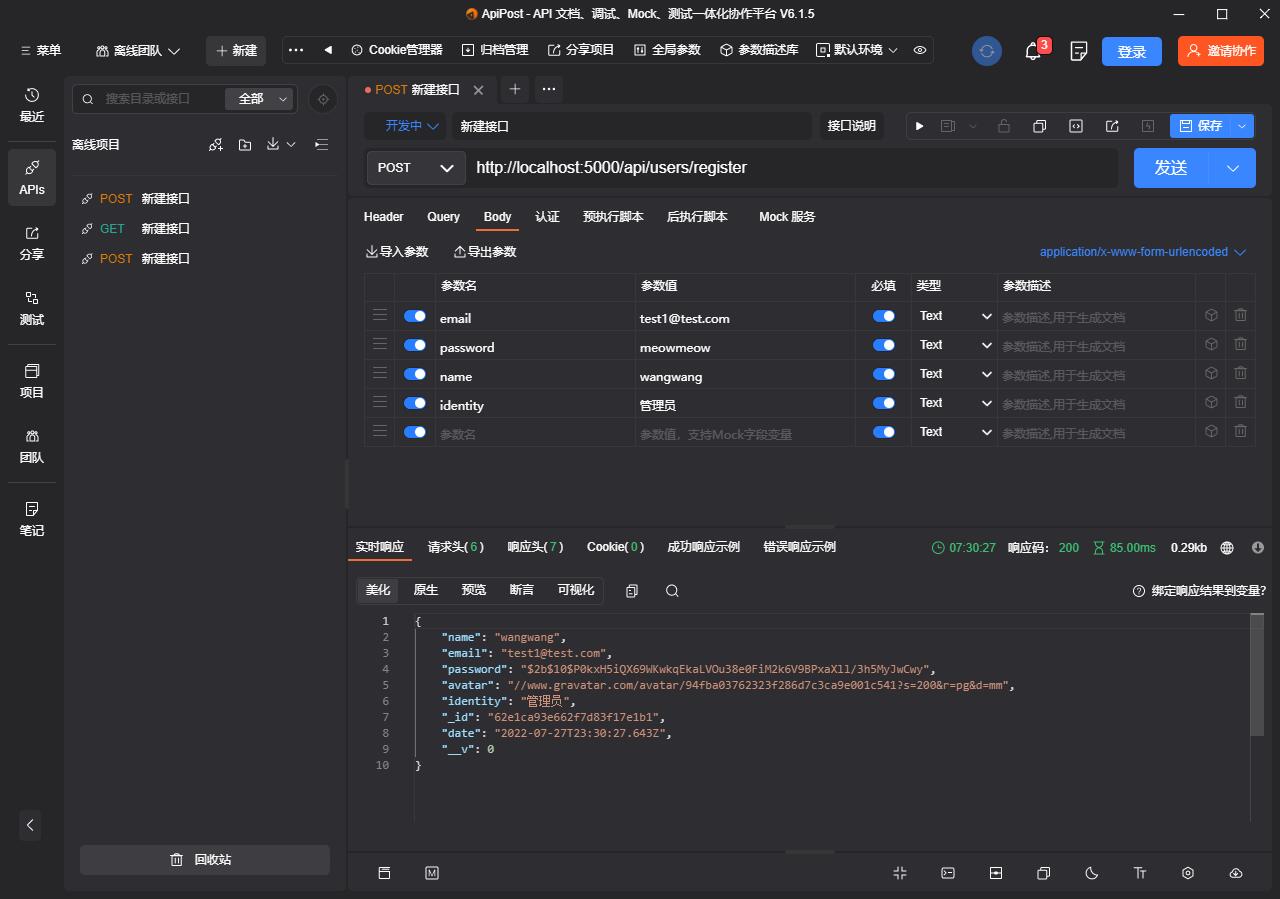 ApiPost - API 文档、调试、Mock、测试一体化协作平台 V6.1.5
菜单 离线团队 新建 Cookie管理器 归档管理 分享项目 全局参数 参数描述库 默认环境 3 登录 邀请协作
最近
APIs
分享
测试
项目
团队
笔记
搜索目录或接口 全部
离线项目
POST 新建接口
GET 新建接口
POST 新建接口
回收站
POST 新建接口
开发中 新建接口 接口说明 保存
POST http://localhost:5000/api/users/register 发送
Header Query Body 认证 预执行脚本 后执行脚本 Mock 服务
导入参数 导出参数 application/x-www-form-urlencoded
参数名 参数值 必填 类型 参数描述
email test1@test.com Text 参数描述,用于生成文档
password meowmeow Text 参数描述,用于生成文档
name wangwang Text 参数描述,用于生成文档
identity 管理员 Text 参数描述,用于生成文档
参数名 参数值，支持Mock字段变量 Text 参数描述,用于生成文档
实时响应 请求头(6) 响应头(7) Cookie(0) 成功响应示例 错误响应示例 07:30:27 响应码: 200 85.00ms 0.29kb
美化 原生 预览 断言 可视化 绑定响应结果到变量?
1 {
2 "name": "wangwang",
3 "email": "test1@test.com",
4 "password": "$2b$10$P0kxH5iQX69WKwkqEkaLVOu38e0FiM2k6V9BPxaXll/3h5MyJwCwy",
5 "avatar": "//www.gravatar.com/avatar/94fba03762323f286d7c3ca9e001c541?s=200&r=pg&d=mm",
6 "identity": "管理员",
7 "_id": "62e1ca93e662f7d83f17e1b1",
8 "date": "2022-07-27T23:30:27.643Z",
9 "__v": 0
10 }
M Tт